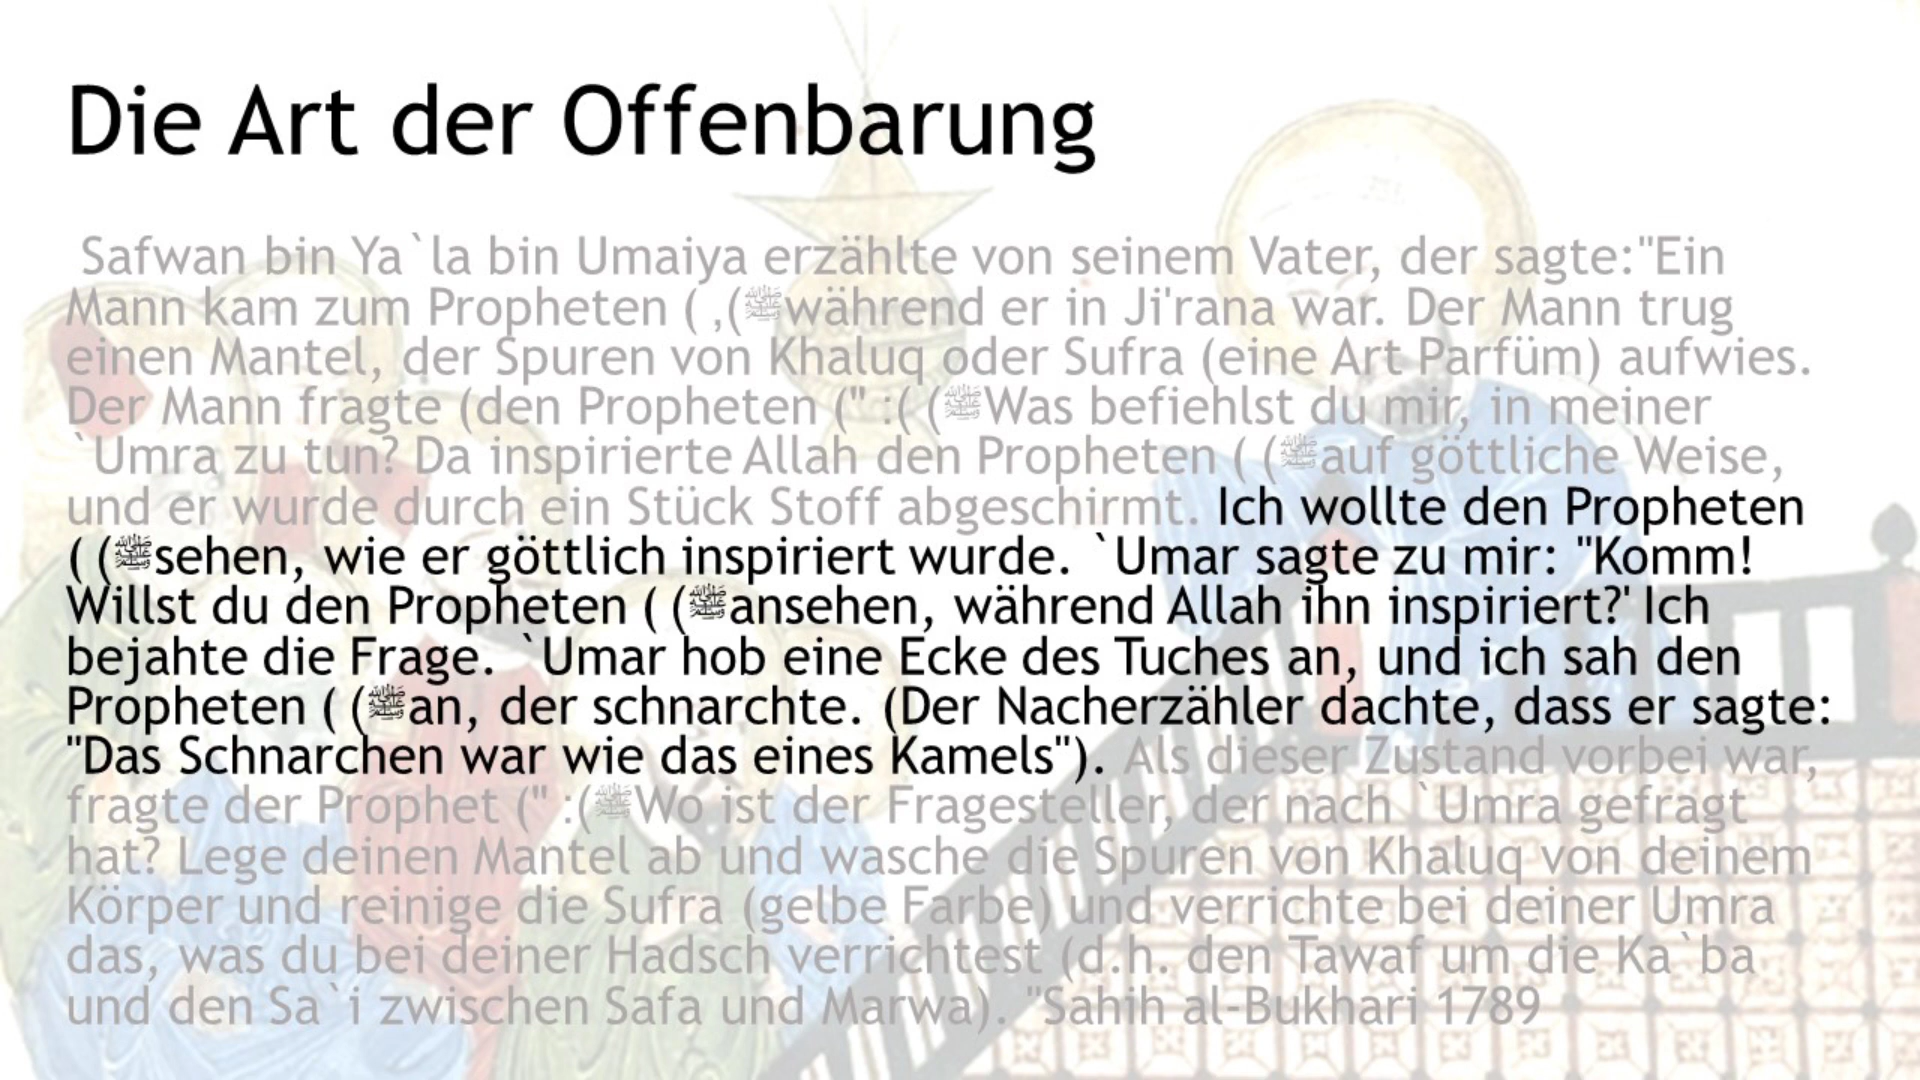 Die Art der Offenbarung
Safwan bin Ya`la bin Umaiya erzählte von seinem Vater, der sagte:"Ein
Mann kam zum Propheten ( ,(ﷺwährend er in Ji'rana war. Der Mann trug
einen Mantel, der Spuren von Khaluq oder Sufra (eine Art Parfüm) aufwies.
Der Mann fragte (den Propheten (" :( (ﷺWas befiehlst du mir, in meiner
`Umra zu tun? Da inspirierte Allah den Propheten ( (ﷺauf göttliche Weise,
und er wurde durch ein Stück Stoff abgeschirmt. Ich wollte den Propheten
( (ﷺsehen, wie er göttlich inspiriert wurde. `Umar sagte zu mir: "Komm!
Willst du den Propheten ( (ﷺansehen, während Allah ihn inspiriert?' Ich
bejahte die Frage. `Umar hob eine Ecke des Tuches an, und ich sah den
Propheten ( (ﷺan, der schnarchte. (Der Nacherzähler dachte, dass er sagte:
"Das Schnarchen war wie das eines Kamels"). Als dieser Zustand vorbei war,
fragte der Prophet (" :(ﷺWo ist der Fragesteller, der nach `Umra gefragt
hat? Lege deinen Mantel ab und wasche die Spuren von Khaluq von deinem
Körper und reinige die Sufra (gelbe Farbe) und verrichte bei deiner Umra
das, was du bei deiner Hadsch verrichtest (d.h. den Tawaf um die Ka`ba
und den Sa`i zwischen Safa und Marwa). "Sahih al-Bukhari 1789